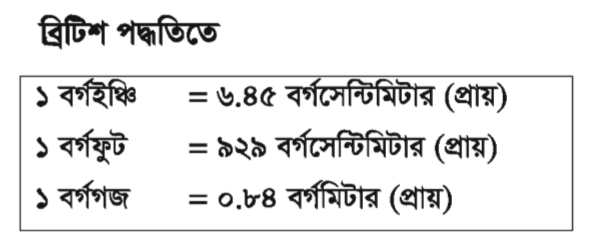 ব্রিটিশ পদ্ধতিতে
১ বর্গইঞ্চি = ৬.৪৫ বর্গসেন্টিমিটার (প্রায়)
১ বর্গফুট = ৯২৯ বর্গসেন্টিমিটার (প্রায়)
১ বর্গগজ = ০.৮৪ বর্গমিটার (প্রায়)